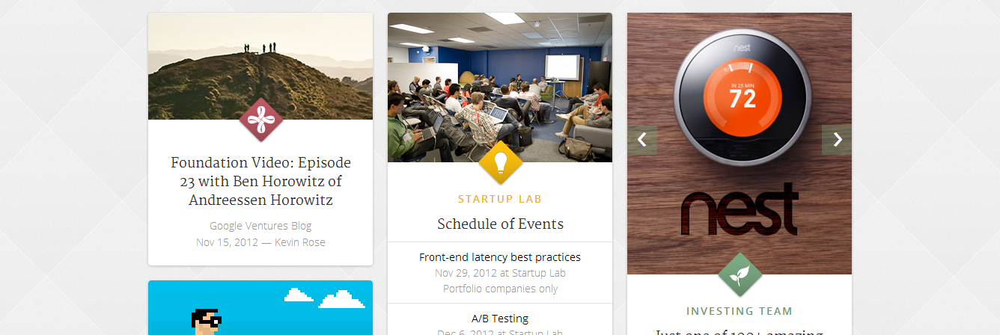 Foundation Video: Episode
23 with Ben Horowitz of
Andreessen Horowitz
Google Ventures Blog
Nov 15, 2012 — Kevin Rose
STARTUP LAB
Schedule of Events
Front-end latency best practices
Nov 29, 2012 at Startup Lab
Portfolio companies only
A/B Testing
Dec 6, 2012 at Startup Lab
nest
IN 25 MIN
72
nest
INVESTING TEAM
Just one of 100+ amazing